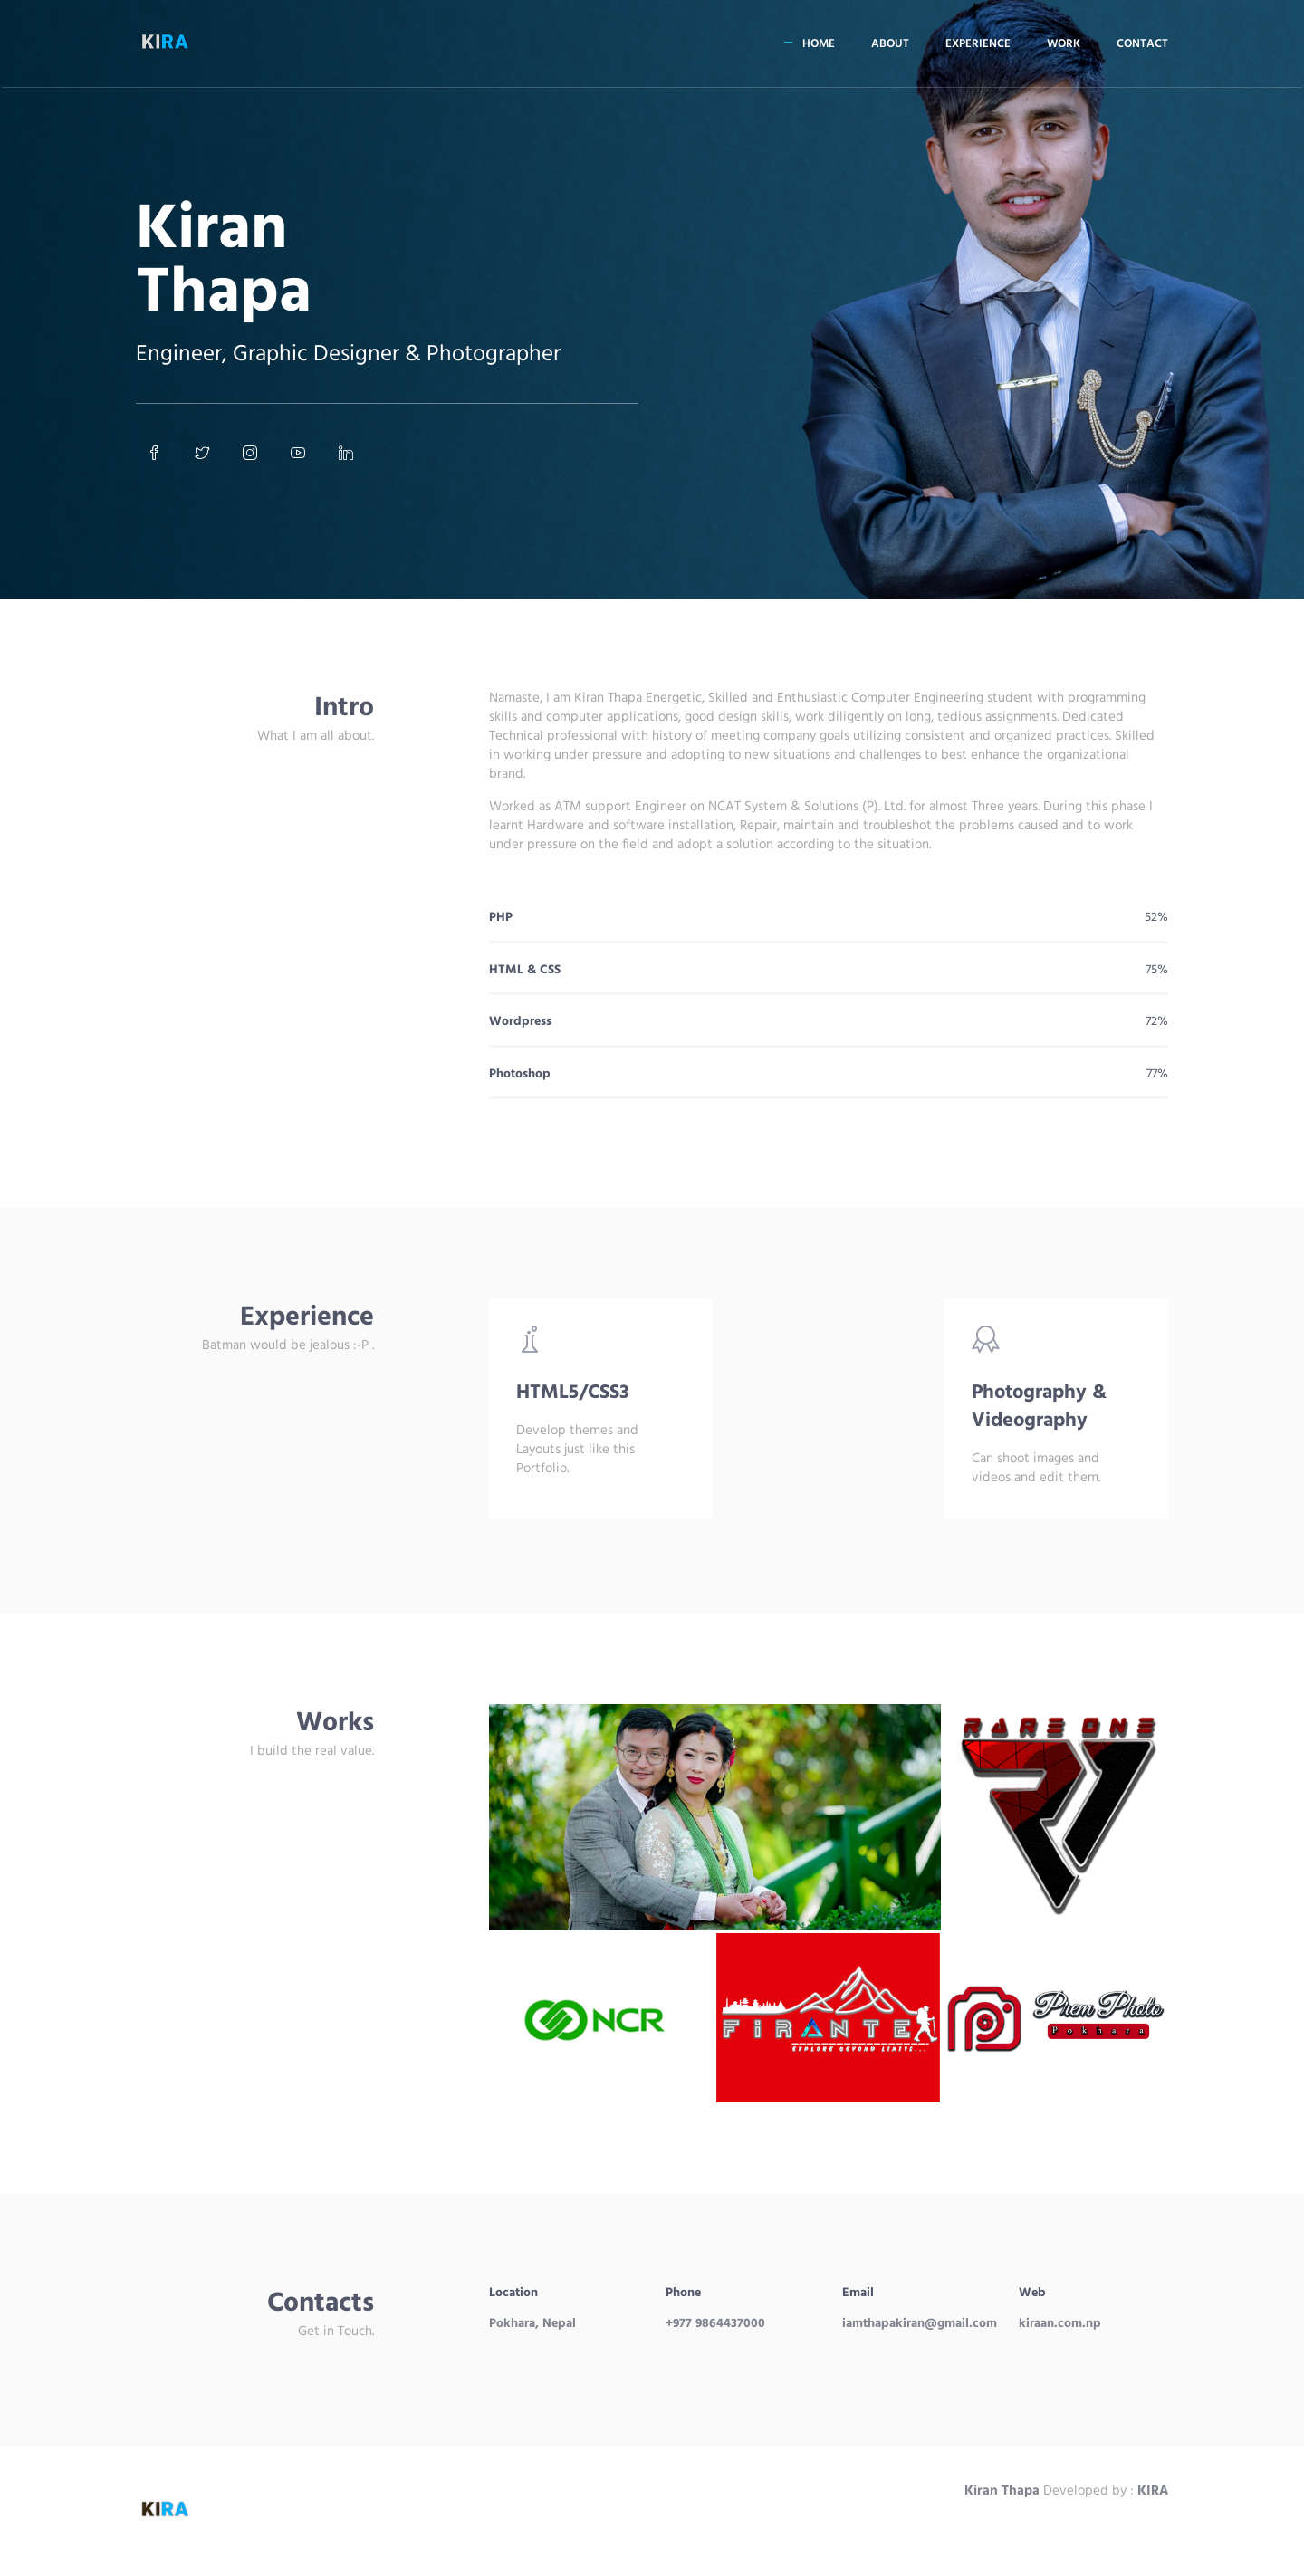 KIRA
HOME ABOUT EXPERIENCE WORK CONTACT
Kiran
Thapa
Engineer, Graphic Designer & Photographer
Intro
What I am all about.
Namaste, I am Kiran Thapa Energetic, Skilled and Enthusiastic Computer Engineering student with programming
skills and computer applications, good design skills, work diligently on long, tedious assignments. Dedicated
Technical professional with history of meeting company goals utilizing consistent and organized practices. Skilled
in working under pressure and adopting to new situations and challenges to best enhance the organizational
brand.
Worked as ATM support Engineer on NCAT System & Solutions (P). Ltd. for almost Three years. During this phase I
learnt Hardware and software installation, Repair, maintain and troubleshot the problems caused and to work
under pressure on the field and adopt a solution according to the situation.
PHP 52%
HTML & CSS 75%
Wordpress 72%
Photoshop 77%
Experience
Batman would be jealous :-P .
HTML5/CSS3
Develop themes and
Layouts just like this
Portfolio.
Photography &
Videography
Can shoot images and
videos and edit them.
Works
I build the real value.
RARE ONE
NCR
FIRANTE
EXPLORE BEYOND LIMITS...
Prem Photo
Pokhara
Contacts
Get in Touch.
Location
Pokhara, Nepal
Phone
+977 9864437000
Email
iamthapakiran@gmail.com
Web
kiraan.com.np
Kiran Thapa Developed by : KIRA
KIRA